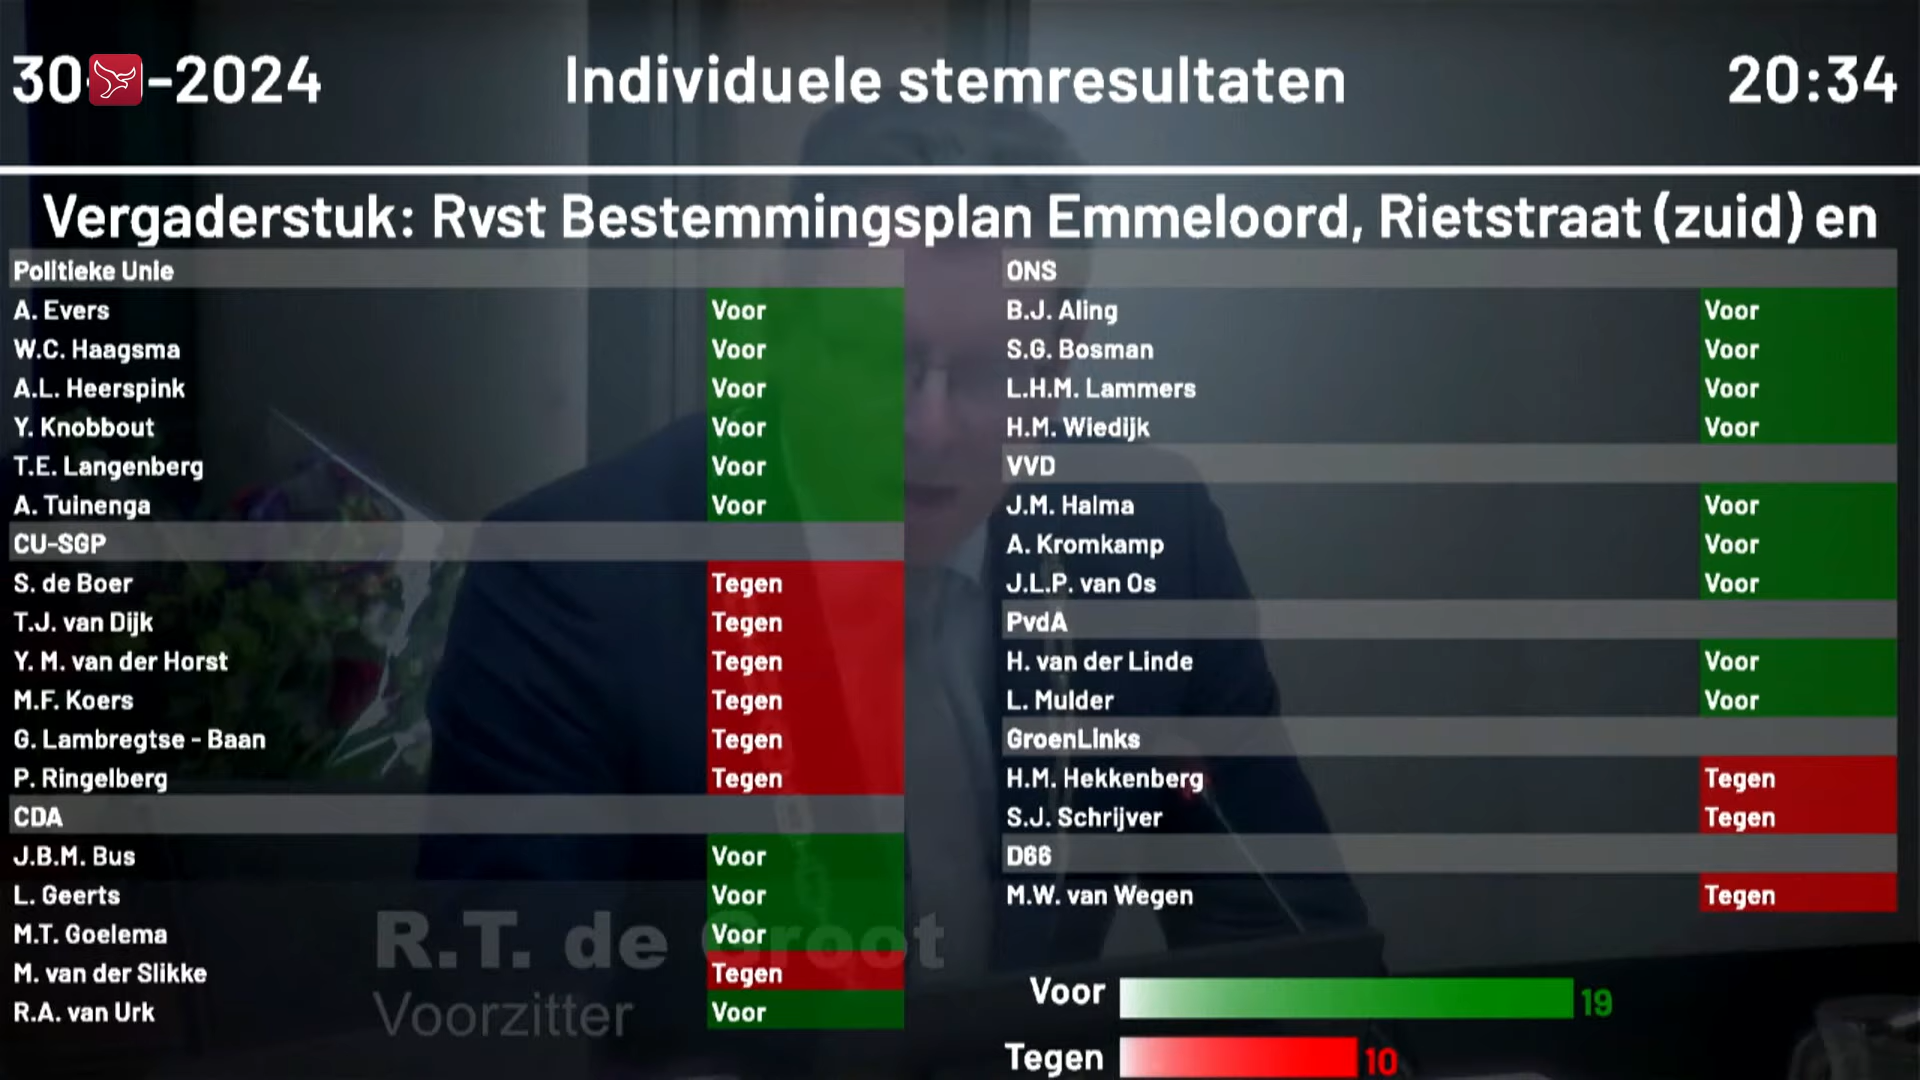 30- -2024
Individuele stemresultaten
20:34
Vergaderstuk: Rvst Bestemmingsplan Emmeloord, Rietstraat (zuid) en
Politieke Unie
A. Evers Voor
W.C. Haagsma Voor
A.L. Heerspink Voor
Y. Knobbout Voor
T.E. Langenberg Voor
A. Tuinenga Voor
CU-SGP
S. de Boer Tegen
T.J. van Dijk Tegen
Y. M. van der Horst Tegen
M.F. Koers Tegen
G. Lambregtse - Baan Tegen
P. Ringelberg Tegen
CDA
J.B.M. Bus Voor
L. Geerts Voor
M.T. Goelema Voor
M. van der Slikke Tegen
R.A. van Urk Voor
ONS
B.J. Aling Voor
S.G. Bosman Voor
L.H.M. Lammers Voor
H.M. Wiedijk Voor
VVD
J.M. Halma Voor
A. Kromkamp Voor
J.L.P. van Os Voor
PvdA
H. van der Linde Voor
L. Mulder Voor
GroenLinks
H.M. Hekkenberg Tegen
S.J. Schrijver Tegen
D66
M.W. van Wegen Tegen
Voor 19
Tegen 10
R.T. de Groot
Voorzitter